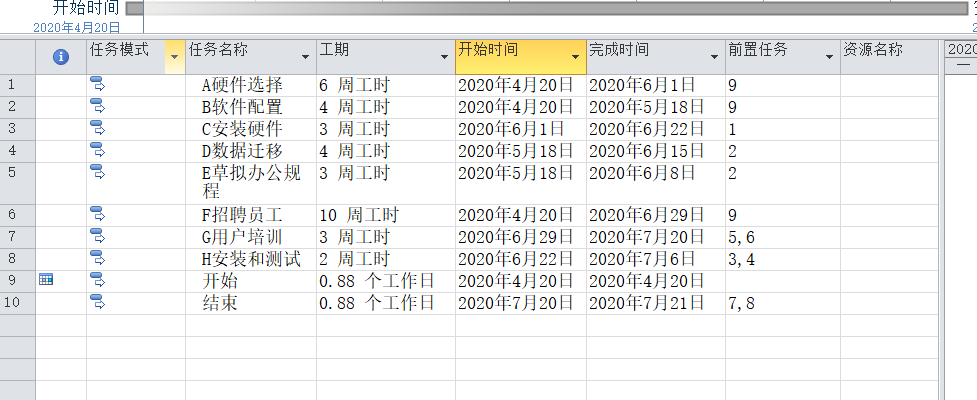 开始时间
2020年4月20日
2020
任务模式 任务名称 工期 开始时间 完成时间 前置任务 资源名称
1 A硬件选择 6 周工时 2020年4月20日 2020年6月1日 9
2 B软件配置 4 周工时 2020年4月20日 2020年5月18日 9
3 C安装硬件 3 周工时 2020年6月1日 2020年6月22日 1
4 D数据迁移 4 周工时 2020年5月18日 2020年6月15日 2
5 E草拟办公规 3 周工时 2020年5月18日 2020年6月8日 2
程
6 F招聘员工 10 周工时 2020年4月20日 2020年6月29日 9
7 G用户培训 3 周工时 2020年6月29日 2020年7月20日 5,6
8 H安装和测试 2 周工时 2020年6月22日 2020年7月6日 3,4
9 开始 0.88 个工作日 2020年4月20日 2020年4月20日
10 结束 0.88 个工作日 2020年7月20日 2020年7月21日 7,8